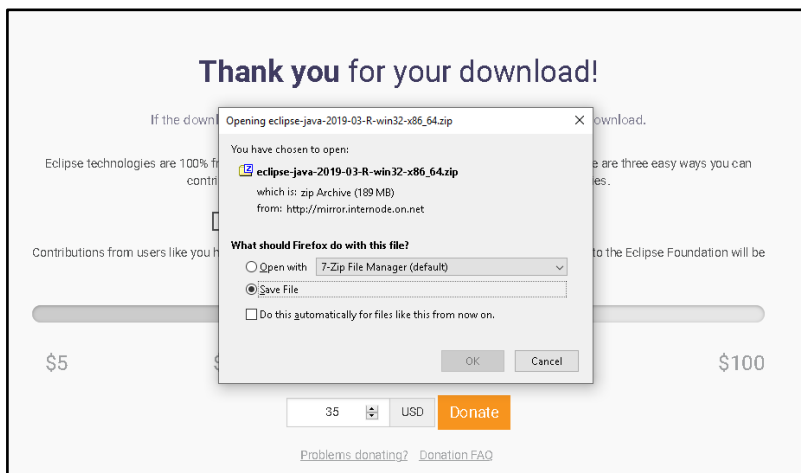 Thank you for your download!
If the downl
ownload.
Opening eclipse-java-2019-03-R-win32-x86_64.zip
You have chosen to open:
eclipse-java-2019-03-R-win32-x86_64.zip
which is: zip Archive (189 MB)
from: http://mirror.internode.on.net
Eclipse technologies are 100% fr
e are three easy ways you can
contri
es.
What should Firefox do with this file?
Contributions from users like you h
to the Eclipse Foundation will be
Open with 7-Zip File Manager (default)
Save File
Do this automatically for files like this from now on.
OK Cancel
$5
$100
35 USD Donate
Problems donating? Donation FAQ